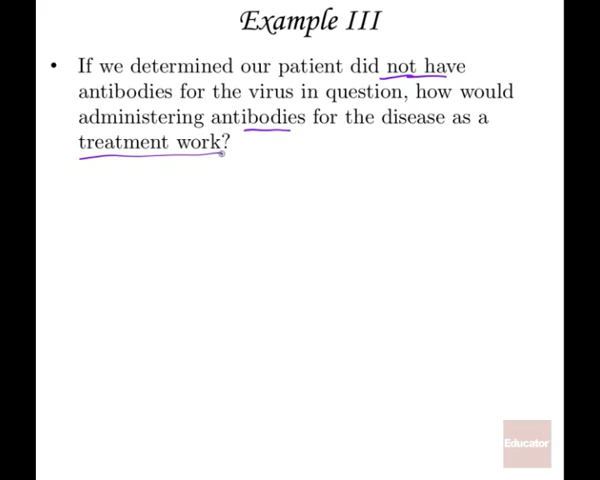 Example III
• If we determined our patient did not have
antibodies for the virus in question, how would
administering antibodies for the disease as a
treatment work?
Educator